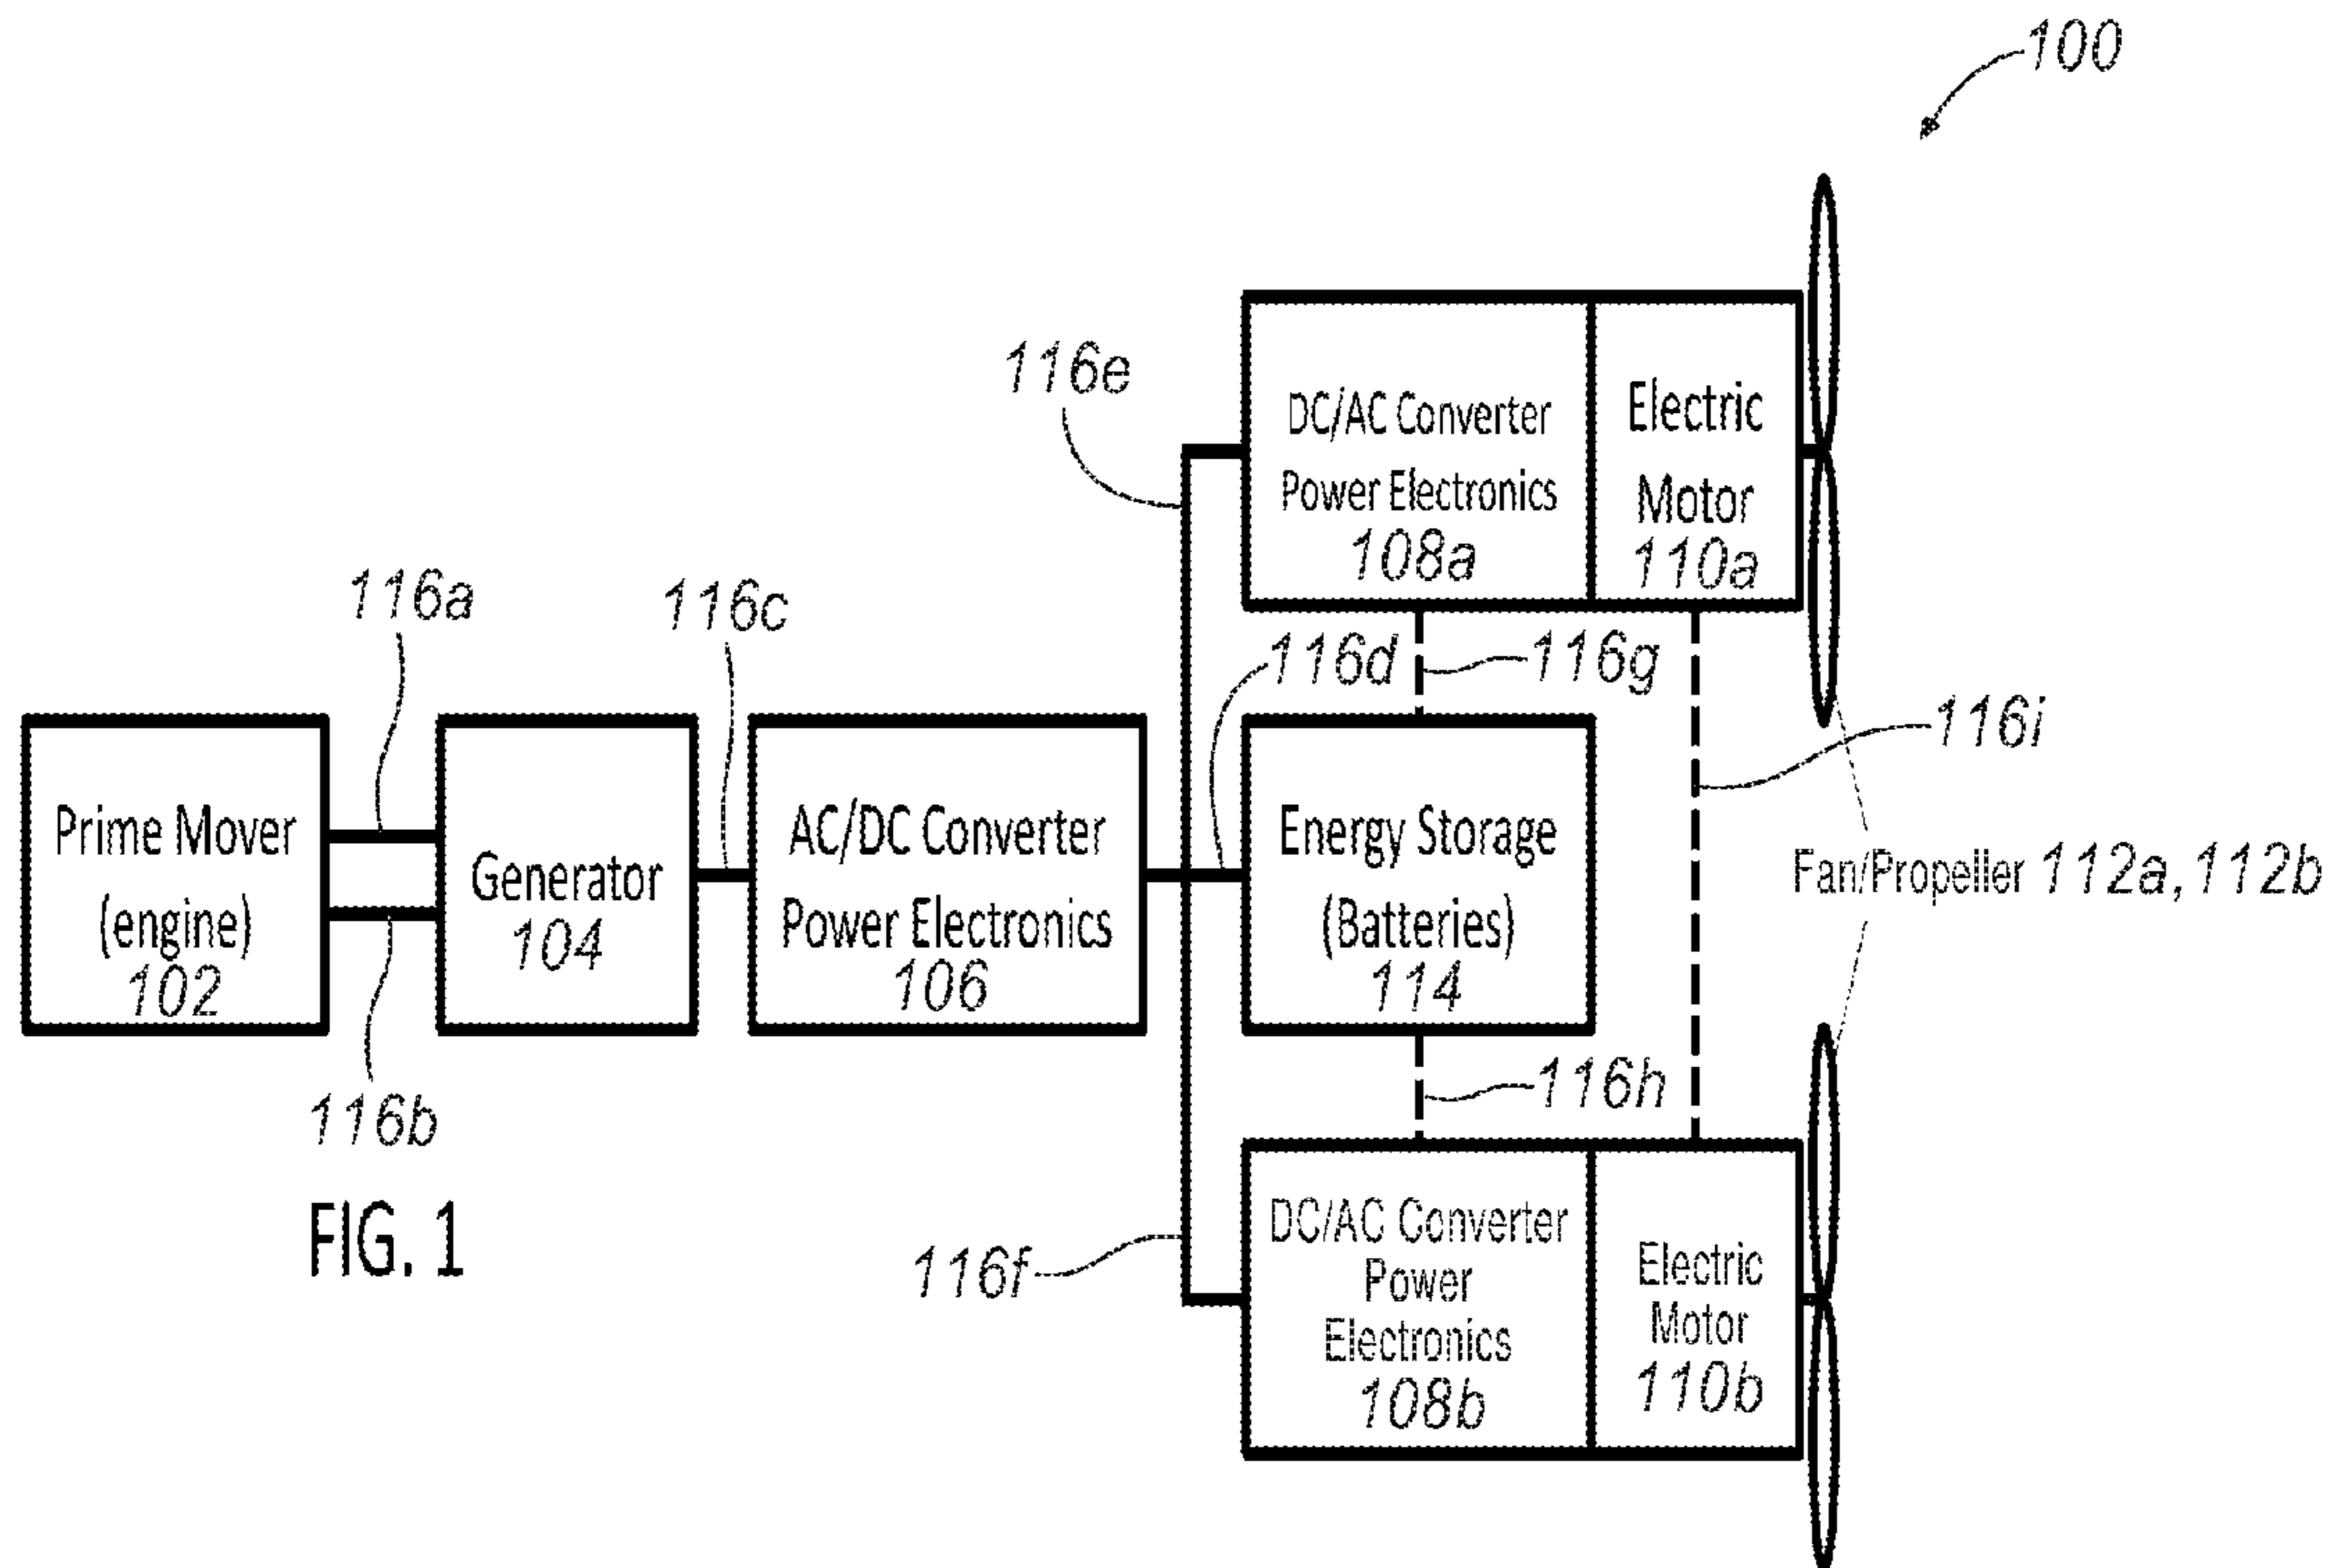 100
116e
DC/AC Converter
Power Electronics
108a
Electric
Motor
110a
116a
116c
116d
116g
116i
Prime Mover
(engine)
102
Generator
104
AC/DC Converter
Power Electronics
106
Energy Storage
(Batteries)
114
Fan/Propeller 112a, 112b
116b
116h
FIG. 1
116f
DC/AC Converter
Power
Electronics
108b
Electric
Motor
110b